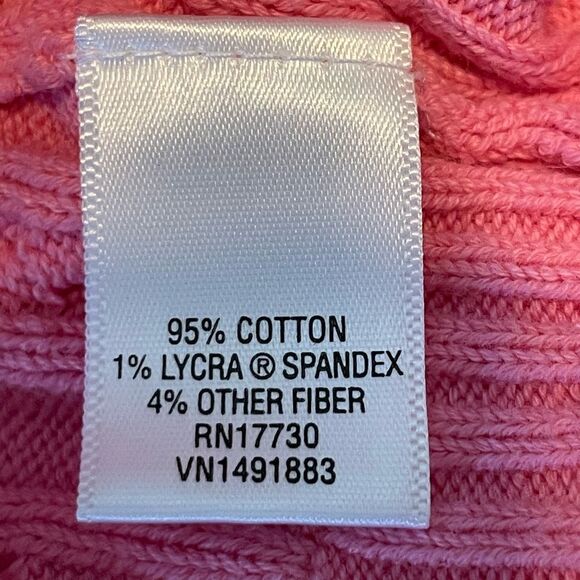 95% COTTON
1% LYCRA ® SPANDEX
4% OTHER FIBER
RN17730
VN1491883